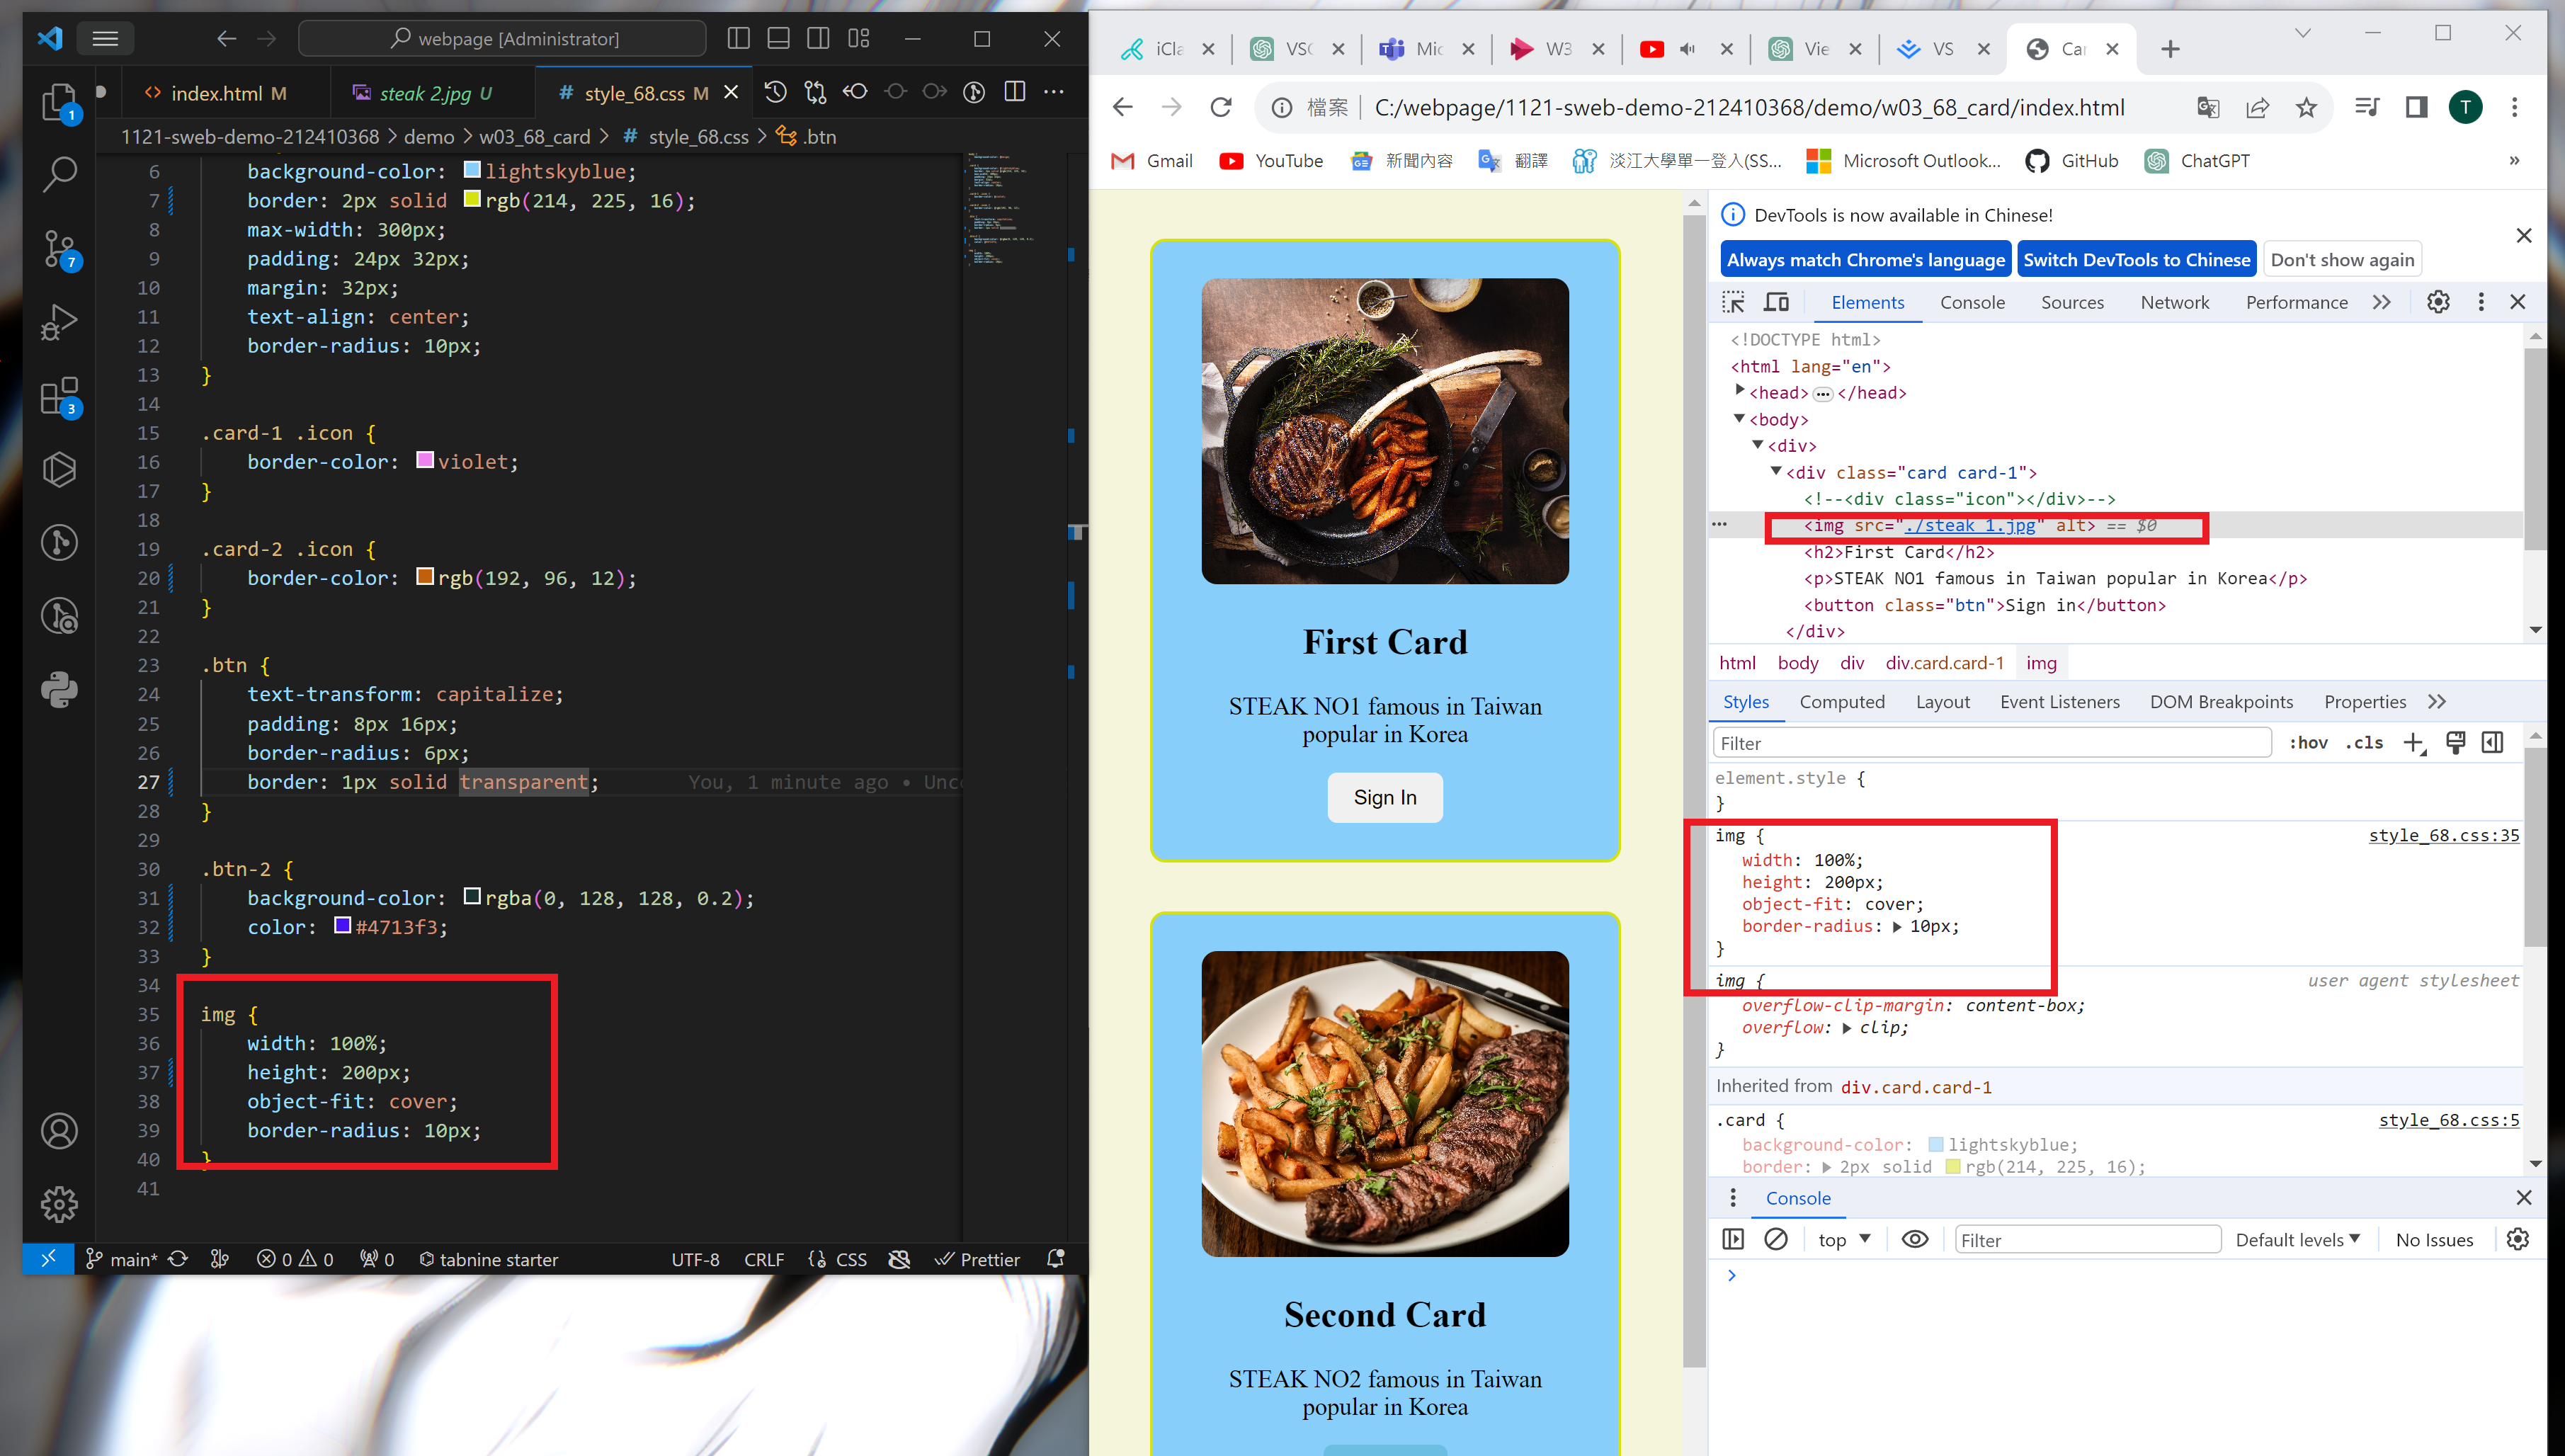 webpage [Administrator]
index.html M
steak 2.jpg U
# style_68.css M
1121-sweb-demo-212410368 > demo > w03_68_card > # style_68.css > .btn
6 background-color: lightskyblue;
7 border: 2px solid rgb(214, 225, 16);
8 max-width: 300px;
9 padding: 24px 32px;
10 margin: 32px;
11 text-align: center;
12 border-radius: 10px;
13 }
14
15 .card-1 .icon {
16 border-color: violet;
17 }
18
19 .card-2 .icon {
20 border-color: rgb(192, 96, 12);
21 }
22
23 .btn {
24 text-transform: capitalize;
25 padding: 8px 16px;
26 border-radius: 6px;
27 border: 1px solid transparent; You, 1 minute ago • Unco
28 }
29
30 .btn-2 {
31 background-color: rgba(0, 128, 128, 0.2);
32 color: #4713f3;
33 }
34
35 img {
36 width: 100%;
37 height: 200px;
38 object-fit: cover;
39 border-radius: 10px;
40 }
41
1
7
3
main* 0 0 0 tabnine starter UTF-8 CRLF {} CSS Prettier
iCla VSC Mic W3 Vie VS Car
檔案 C:/webpage/1121-sweb-demo-212410368/demo/w03_68_card/index.html T
Gmail YouTube 新聞內容 翻譯 淡江大學單一登入(SS... Microsoft Outlook... GitHub ChatGPT »
First Card
STEAK NO1 famous in Taiwan
popular in Korea
Sign In
Second Card
STEAK NO2 famous in Taiwan
popular in Korea
DevTools is now available in Chinese!
Always match Chrome's language Switch DevTools to Chinese Don't show again
Elements Console Sources Network Performance
<!DOCTYPE html>
<html lang="en">
<head> ... </head>
<body>
<div>
<div class="card card-1">
<!--<div class="icon"></div>-->
<img src="./steak 1.jpg" alt> == $0
<h2>First Card</h2>
<p>STEAK NO1 famous in Taiwan popular in Korea</p>
<button class="btn">Sign in</button>
</div>
html body div div.card.card-1 img
Styles Computed Layout Event Listeners DOM Breakpoints Properties
Filter :hov .cls
element.style {
}
img { style_68.css:35
width: 100%;
height: 200px;
object-fit: cover;
border-radius: 10px;
}
img { user agent stylesheet
overflow-clip-margin: content-box;
overflow: clip;
}
Inherited from div.card.card-1
.card { style_68.css:5
background-color: lightskyblue;
border: 2px solid rgb(214, 225, 16);
Console
top Filter Default levels No Issues